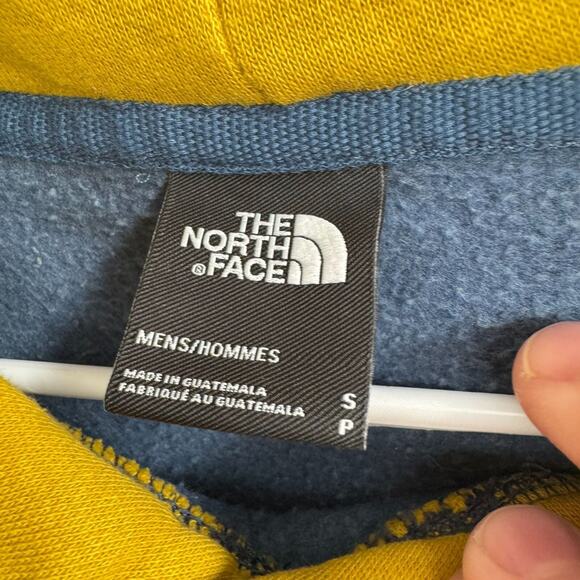 THE
NORTH
®FACE
MENS/HOMMES
MADE IN GUATEMALA
FABRIQUÉ AU GUATEMALA
S
P